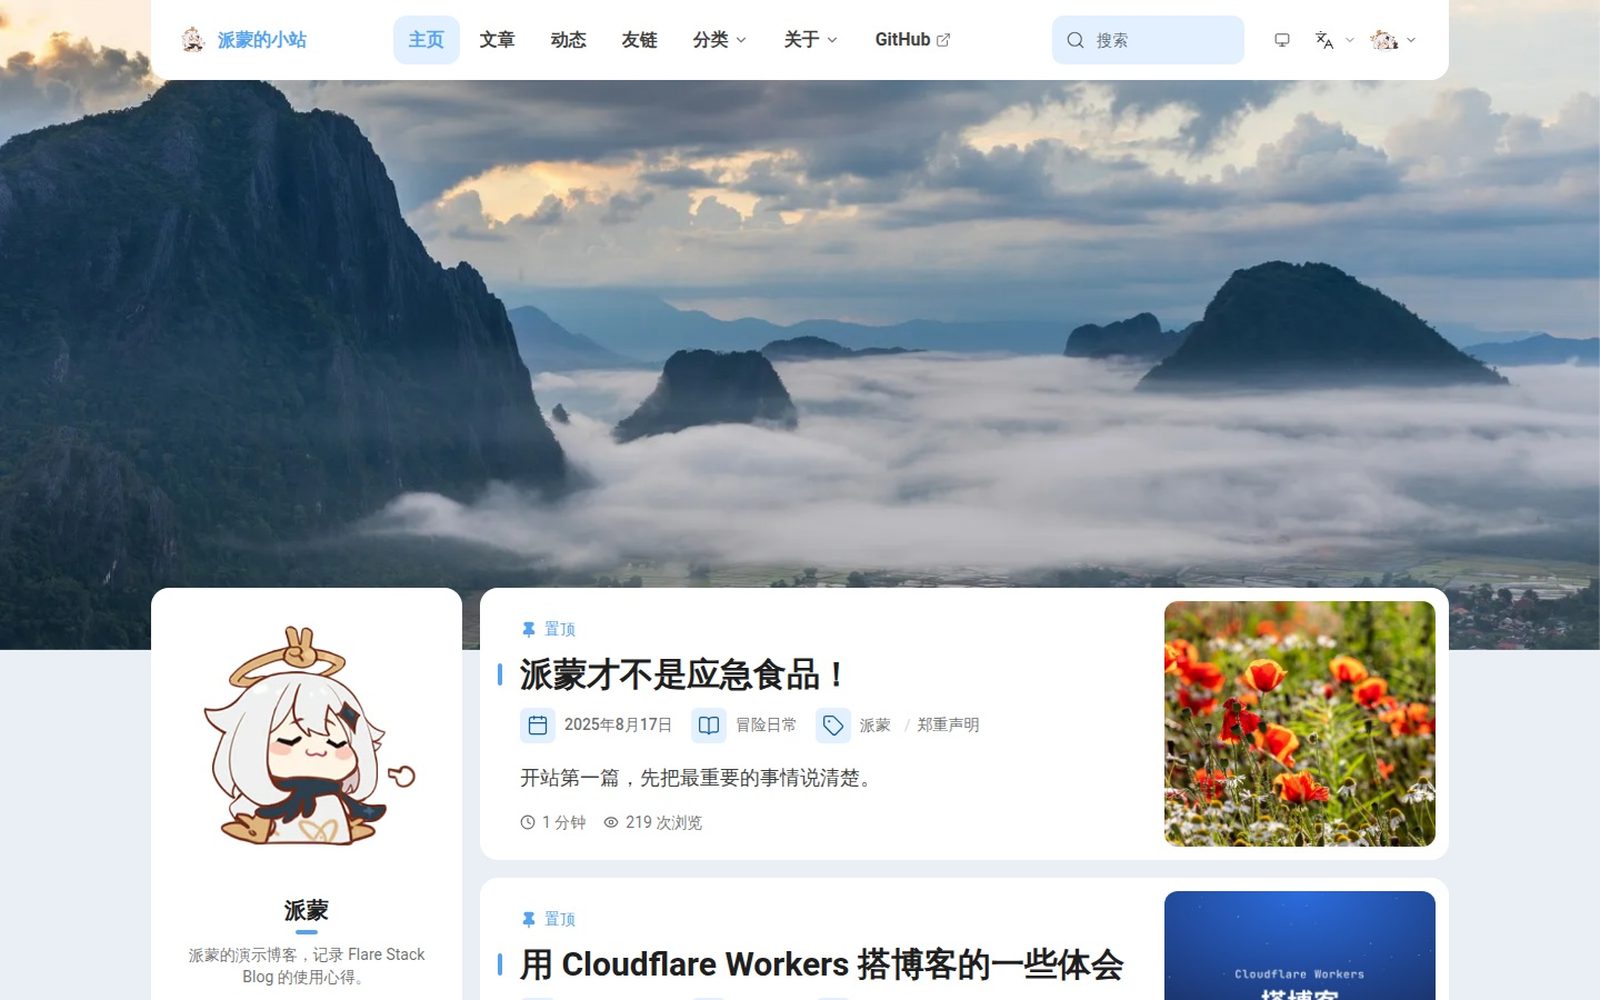 派蒙的小站
主页
文章
动态
友链
分类
关于
GitHub
搜索
置顶
派蒙才不是应急食品！
2025年8月17日
冒险日常
派蒙 / 郑重声明
开站第一篇，先把最重要的事情说清楚。
1 分钟
219 次浏览
派蒙
派蒙的演示博客，记录 Flare Stack
Blog 的使用心得。
置顶
用 Cloudflare Workers 搭博客的一些体会
Cloudflare Workers
搭博客